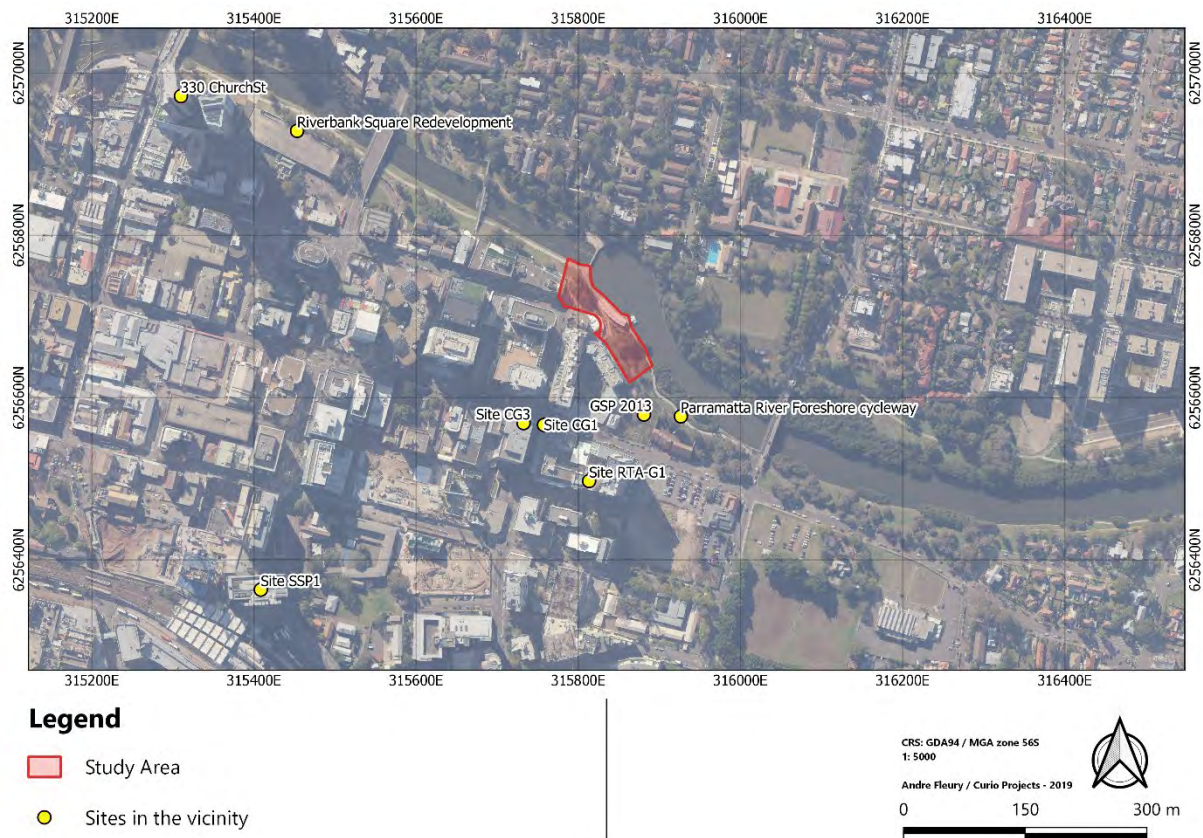 315200E 315400E 315600E 315800E 316000E 316200E 316400E
6257000N 6257000N
330 ChurchSt
Riverbank Square Redevelopment
6256800N 6256800N
6256600N 6256600N
GSP 2013 Parramatta River Foreshore cycleway
Site CG3
Site CG1
Site RTA-G1
6256400N 6256400N
Site SSP1
315200E 315400E 315600E 315800E 316000E 316200E 316400E
Legend
Study Area
Sites in the vicinity
CRS: GDA94 / MGA zone 56S
1: 5000
Andre Fleury / Curio Projects - 2019
0 150 300 m